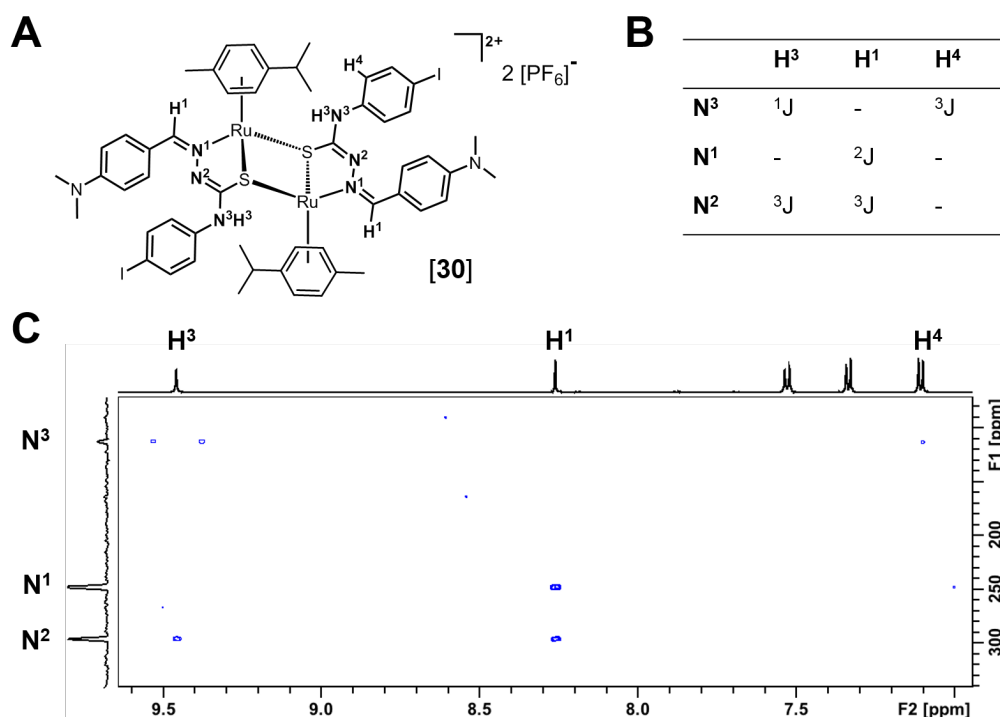 A
B
C
2+
2 [PF₆]⁻
H⁴
I
H³N³
H¹
Ru
S
N¹
N²
N²
S
N
N¹
N
Ru
N³H³
H¹
I
[30]
H³ H¹ H⁴
N³ ¹J - ³J
N¹ - ²J -
N² ³J ³J -
H³ H¹ H⁴
N³
N¹
N²
F1 [ppm]
200
250
300
9.5 9.0 8.5 8.0 7.5 F2 [ppm]